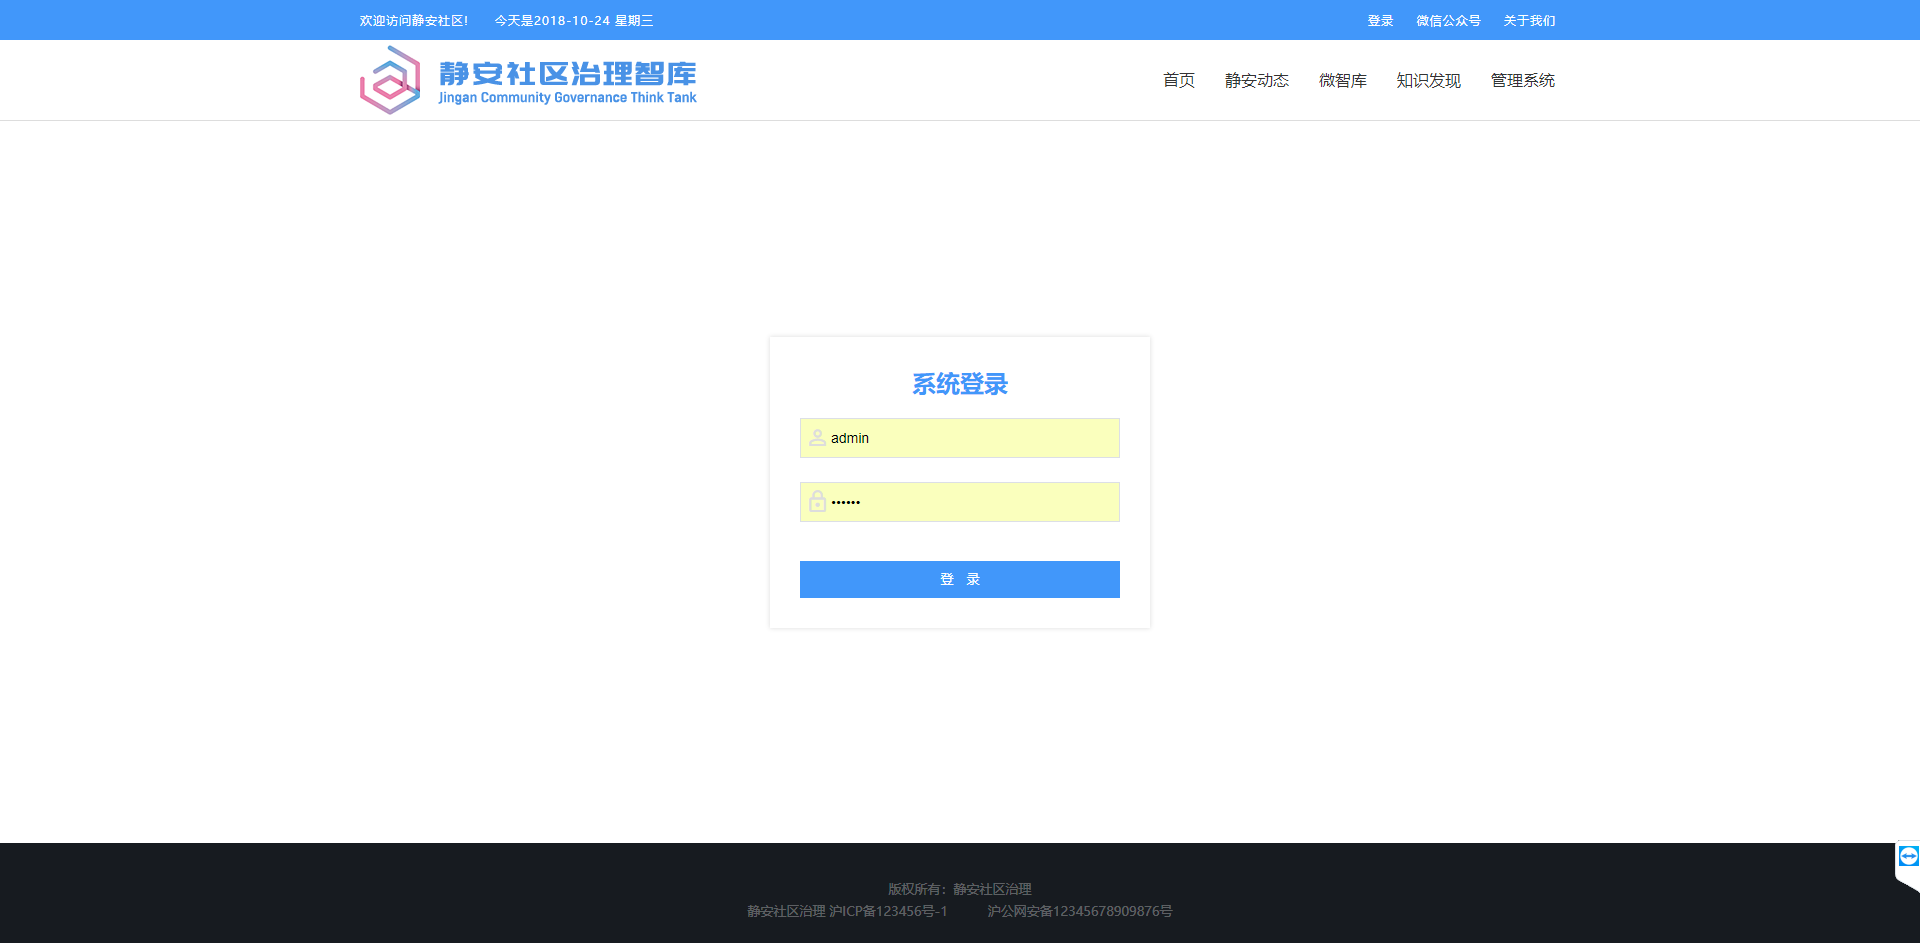 欢迎访问静安社区! 今天是2018-10-24 星期三 登录 微信公众号 关于我们
静安社区治理智库
Jingan Community Governance Think Tank
首页 静安动态 微智库 知识发现 管理系统
系统登录
admin
••••••
登 录
版权所有：静安社区治理
静安社区治理 沪ICP备123456号-1 沪公网安备12345678909876号